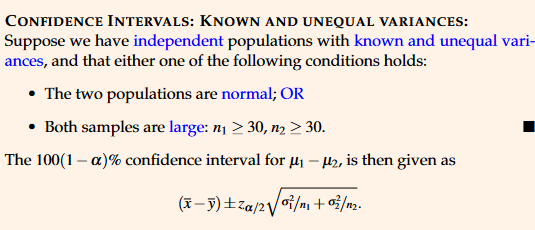 CONFIDENCE INTERVALS: KNOWN AND UNEQUAL VARIANCES:
Suppose we have independent populations with known and unequal vari-
ances, and that either one of the following conditions holds:
• The two populations are normal; OR
• Both samples are large: n₁ ≥ 30, n₂ ≥ 30. ■
The 100(1 − α)% confidence interval for μ₁ − μ₂, is then given as
(x̄ − ȳ) ± z_{α/2} √(σ₁²/n₁ + σ₂²/n₂).